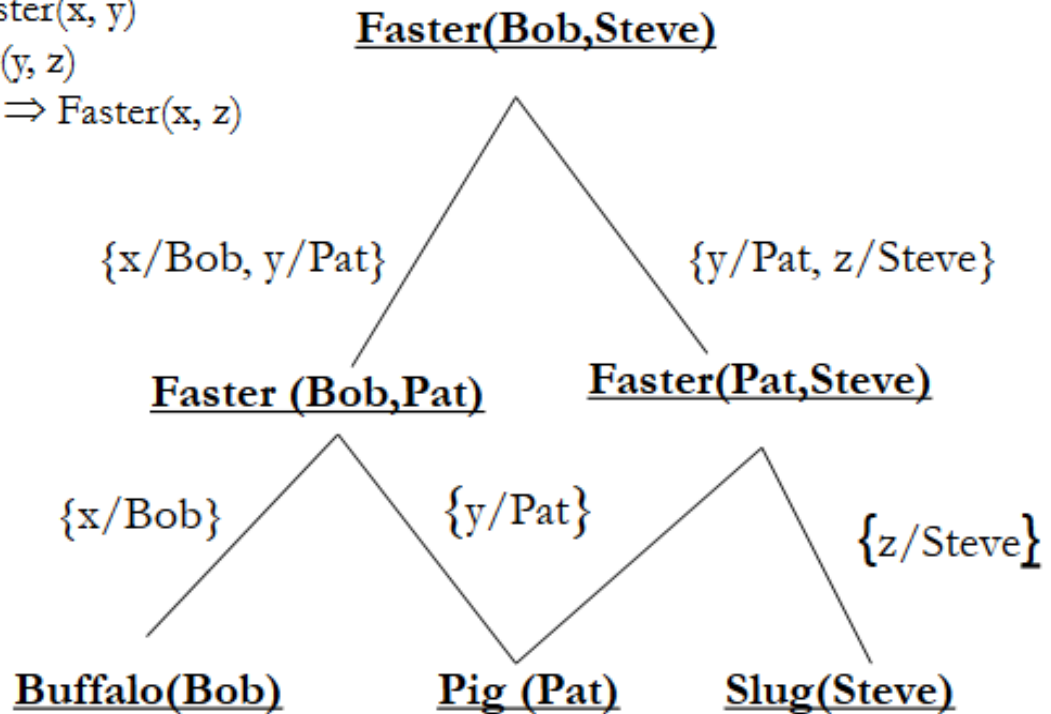 ster(x, y)
(y, z)
⇒ Faster(x, z)
Faster(Bob,Steve)
{x/Bob, y/Pat}
{y/Pat, z/Steve}
Faster (Bob,Pat)
Faster(Pat,Steve)
{x/Bob}
{y/Pat}
{z/Steve}
Buffalo(Bob)
Pig (Pat)
Slug(Steve)